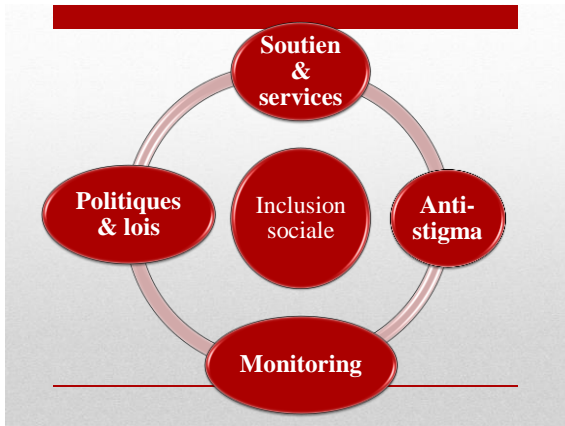 Soutien
&
services
Politiques
& lois
Inclusion
sociale
Anti-
stigma
Monitoring